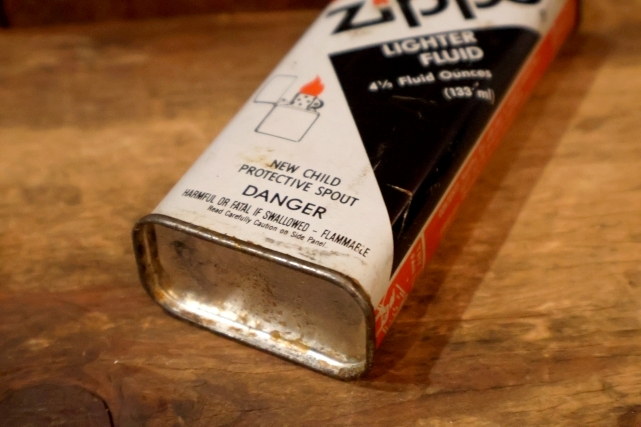 Zippo
LIGHTER
FLUID
4½ Fluid Ounces
(133 ml)
NEW CHILD
PROTECTIVE SPOUT
DANGER
HARMFUL OR FATAL IF SWALLOWED - FLAMMABLE
Read Carefully Caution on Side Panel.